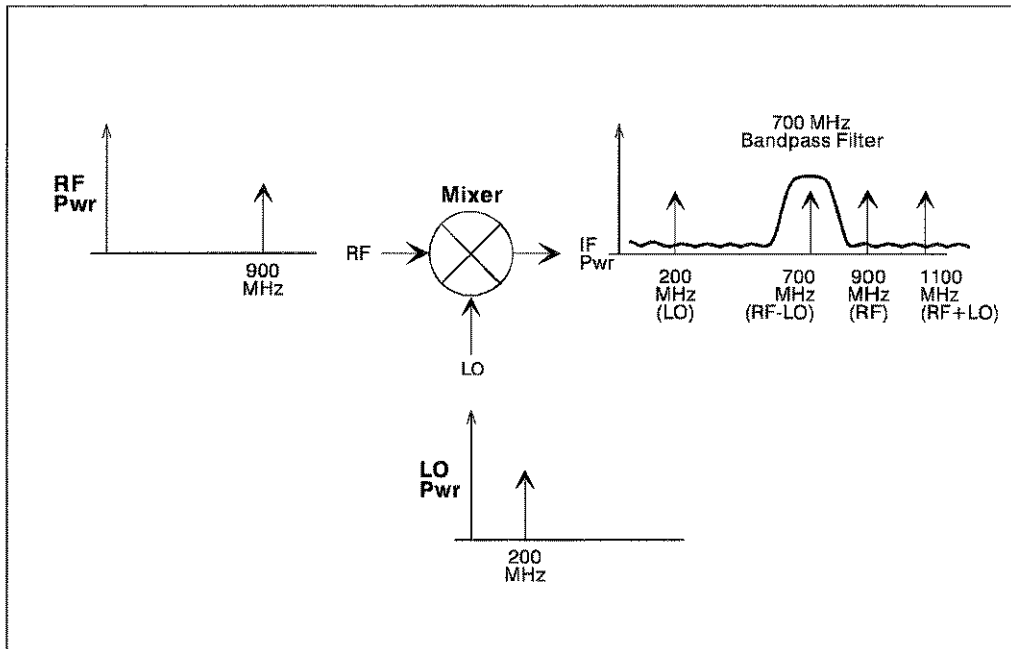 RF
Pwr
900
MHz
Mixer
RF
LO
LO
Pwr
200
MHz
700 MHz
Bandpass Filter
IF
Pwr
200
MHz
(LO)
700
MHz
(RF-LO)
900
MHz
(RF)
1100
MHz
(RF+LO)